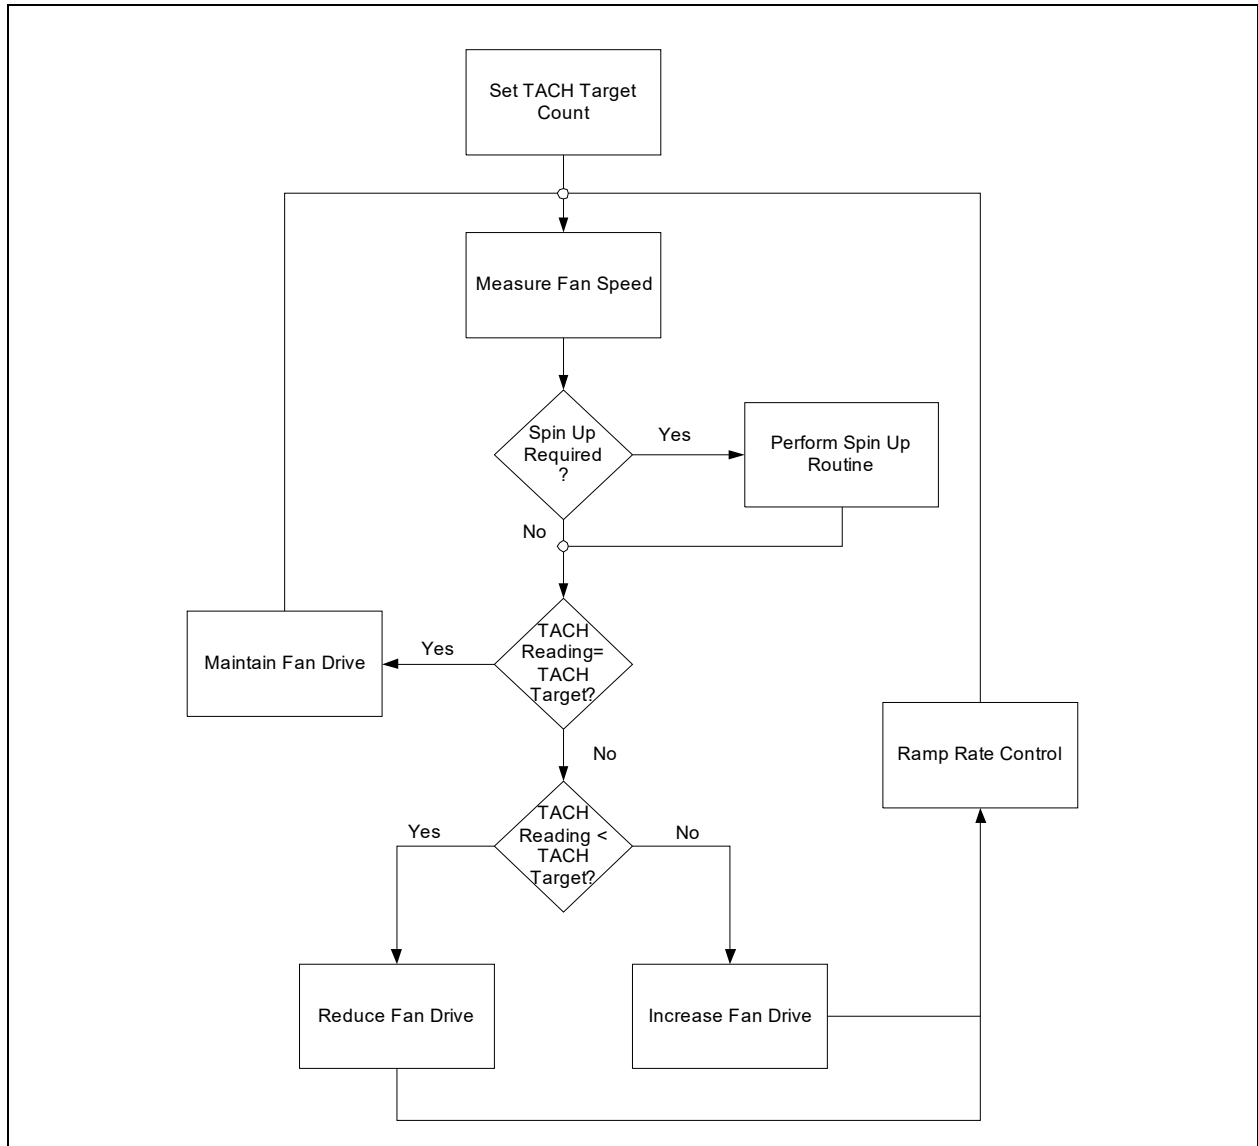 Set TACH Target
Count
Measure Fan Speed
Spin Up
Required
?
Yes
Perform Spin Up
Routine
No
TACH
Reading=
TACH
Target?
Yes
Maintain Fan Drive
No
Ramp Rate Control
TACH
Reading <
TACH
Target?
Yes
No
Reduce Fan Drive
Increase Fan Drive